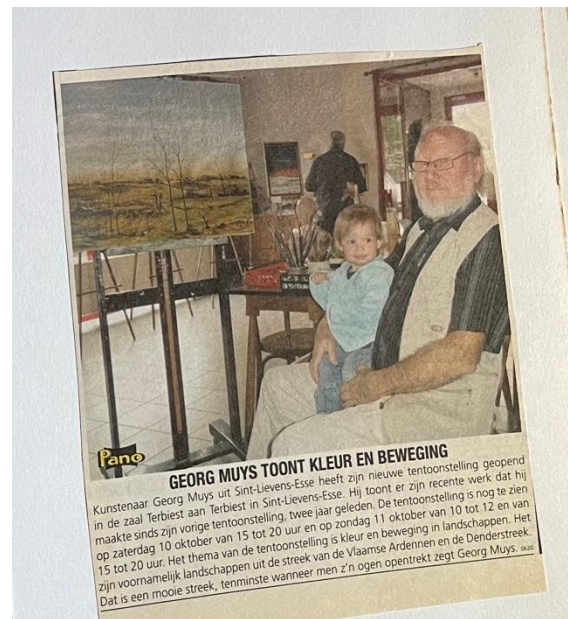 Pano
GEORG MUYS TOONT KLEUR EN BEWEGING
Kunstenaar Georg Muys uit Sint-Lievens-Esse heeft zijn nieuwe tentoonstelling geopend
in de zaal Terbiest aan Terbiest in Sint-Lievens-Esse. Hij toont er zijn recente werk dat hij
maakte sinds zijn vorige tentoonstelling, twee jaar geleden. De tentoonstelling is nog te zien
op zaterdag 10 oktober van 15 tot 20 uur en op zondag 11 oktober van 10 tot 12 en van
15 tot 20 uur. Het thema van de tentoonstelling is kleur en beweging in landschappen. Het
zijn voornamelijk landschappen uit de streek van de Vlaamse Ardennen en de Denderstreek.
Dat is een mooie streek, tenminste wanneer men z'n ogen opentrekt zegt Georg Muys. 0620